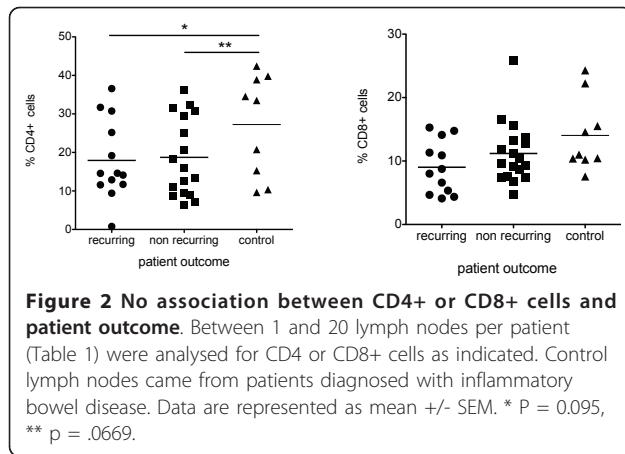 *
**
50
40
30
20
10
0
% CD4+ cells
recurring non recurring control
patient outcome
30
20
10
0
% CD8+ cells
recurring non recurring control
patient outcome
Figure 2 No association between CD4+ or CD8+ cells and
patient outcome. Between 1 and 20 lymph nodes per patient
(Table 1) were analysed for CD4 or CD8+ cells as indicated. Control
lymph nodes came from patients diagnosed with inflammatory
bowel disease. Data are represented as mean +/- SEM. * P = 0.095,
** p = .0669.